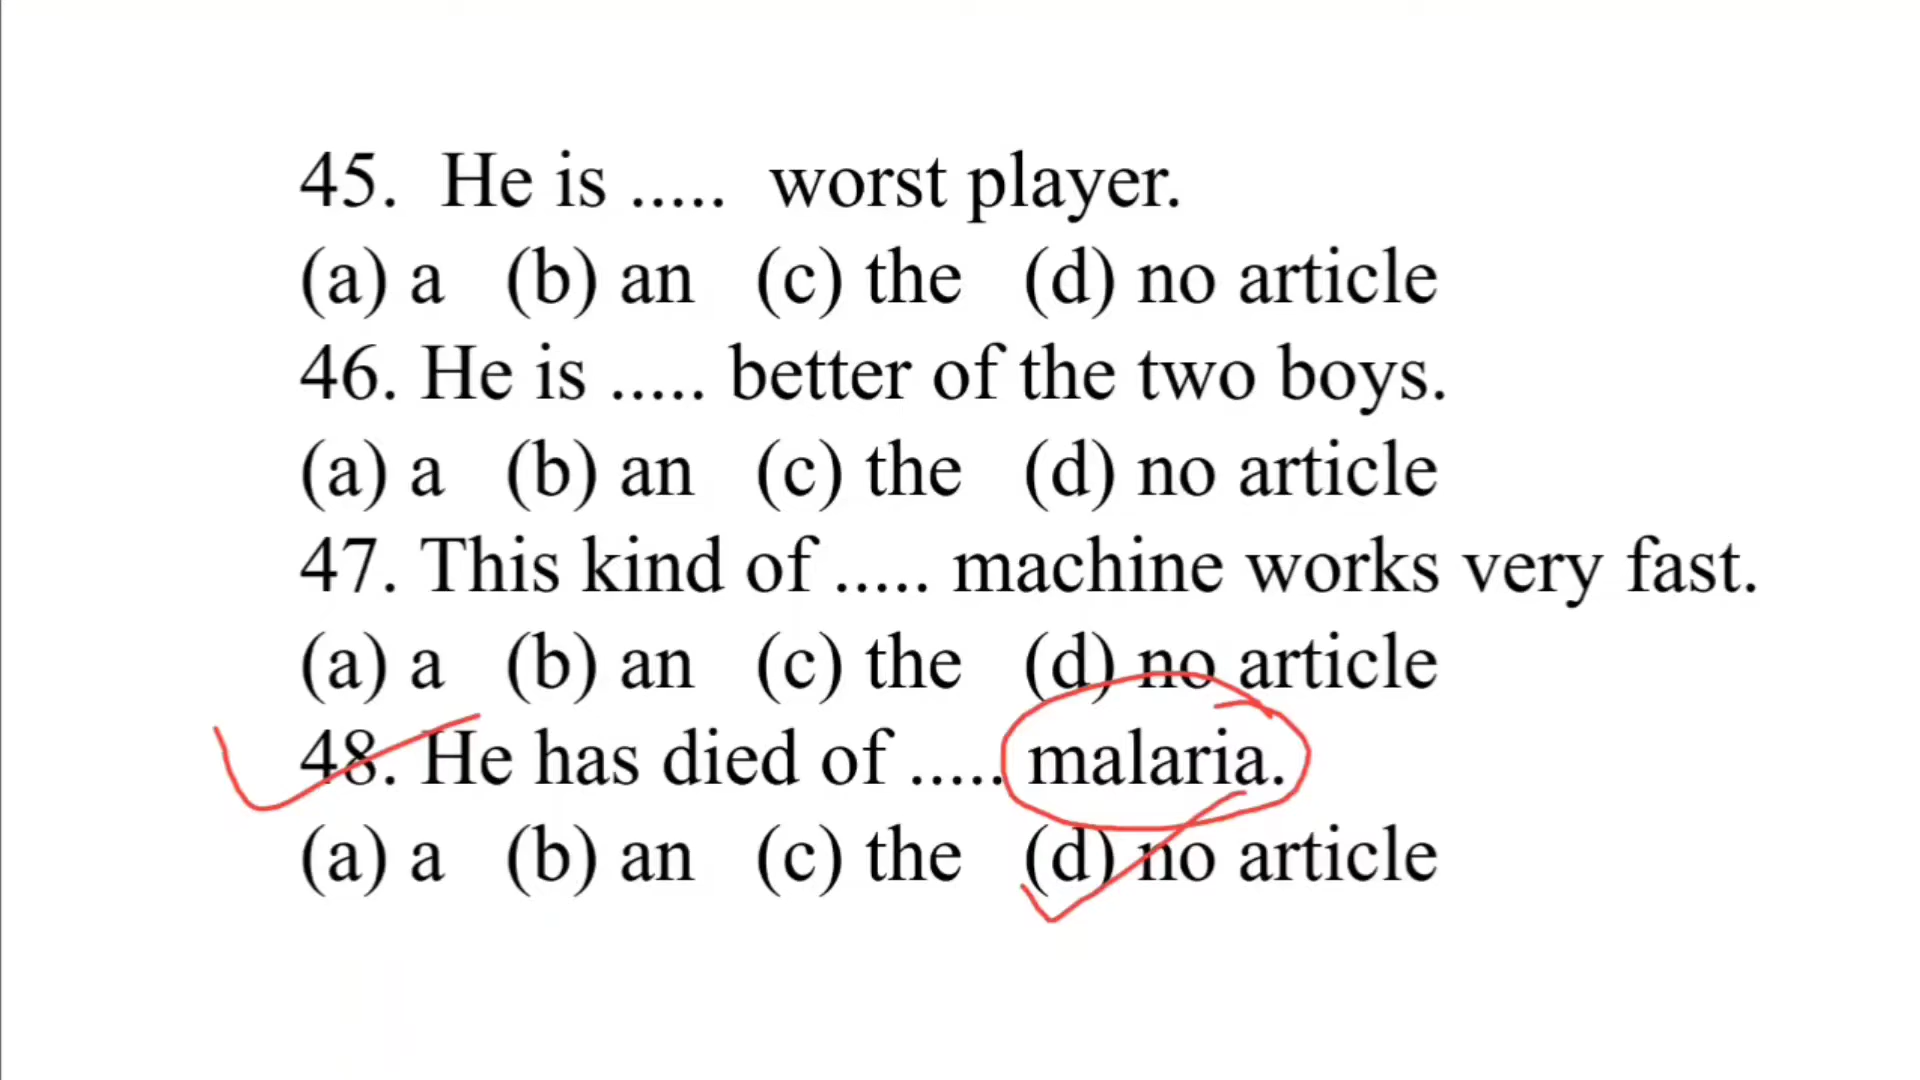 45. He is ..... worst player.
(a) a (b) an (c) the (d) no article
46. He is ..... better of the two boys.
(a) a (b) an (c) the (d) no article
47. This kind of ..... machine works very fast.
(a) a (b) an (c) the (d) no article
48. He has died of ..... malaria.
(a) a (b) an (c) the (d) no article